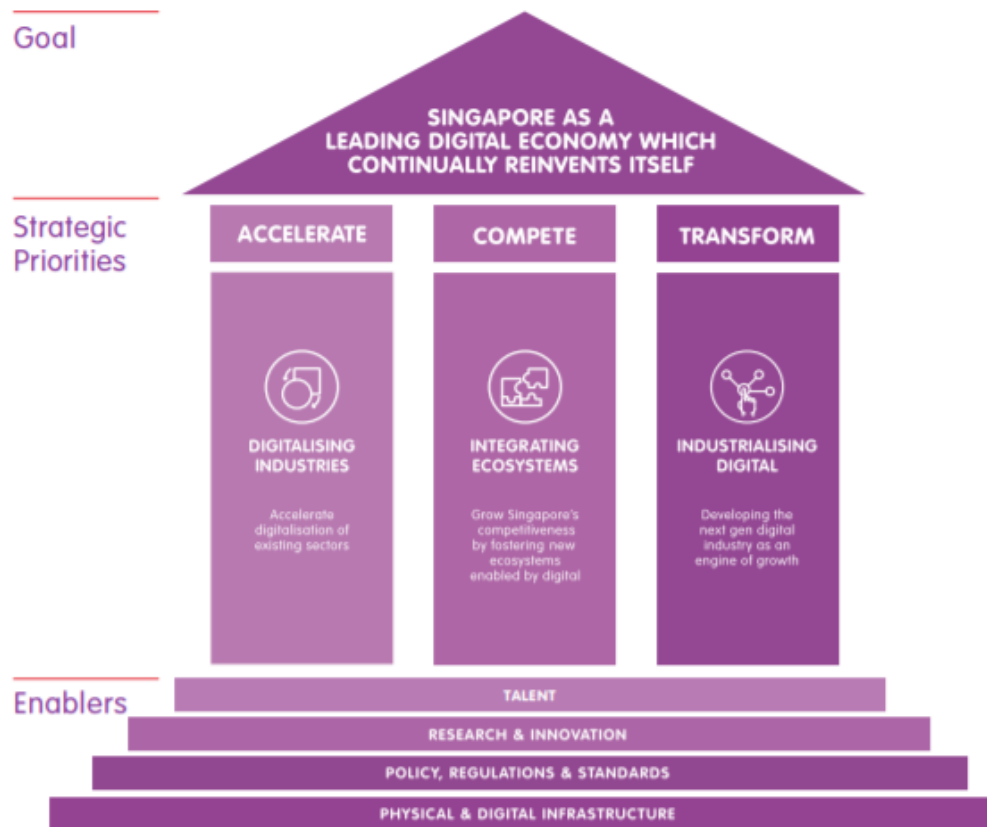 Goal
SINGAPORE AS A
LEADING DIGITAL ECONOMY WHICH
CONTINUALLY REINVENTS ITSELF
Strategic
Priorities
ACCELERATE
COMPETE
TRANSFORM
DIGITALISING
INDUSTRIES
Accelerate
digitalisation of
existing sectors
INTEGRATING
ECOSYSTEMS
Grow Singapore's
competitiveness
by fostering new
ecosystems
enabled by digital
INDUSTRIALISING
DIGITAL
Developing the
next gen digital
industry as an
engine of growth
Enablers
TALENT
RESEARCH & INNOVATION
POLICY, REGULATIONS & STANDARDS
PHYSICAL & DIGITAL INFRASTRUCTURE